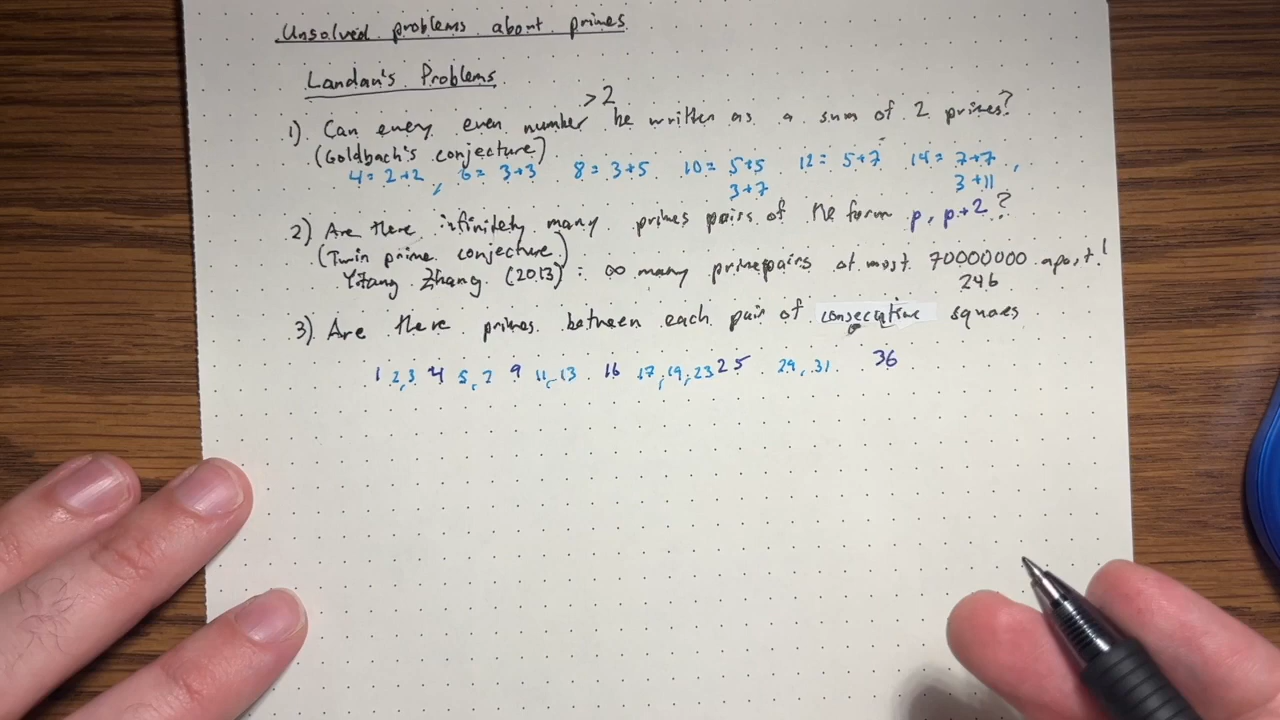 Unsolved problems about primes
Landau's Problems
>2
1) Can every even number be written as a sum of 2 primes?
(Goldbach's conjecture)
4 = 2+2, 6 = 3+3 8 = 3+5 10 = 5+5 12 = 5+7 14 = 7+7,
3+7 3+11
2) Are there infinitely many primes pairs of the form p, p+2?
(Twin prime conjecture)
Yitang Zhang (2013): ∞ many prime pairs at most 70000000 apart!
246
3) Are there primes between each pair of consecutive squares
1 2,3 4 5,7 9 11,13 16 17,19,23 25 29,31 36